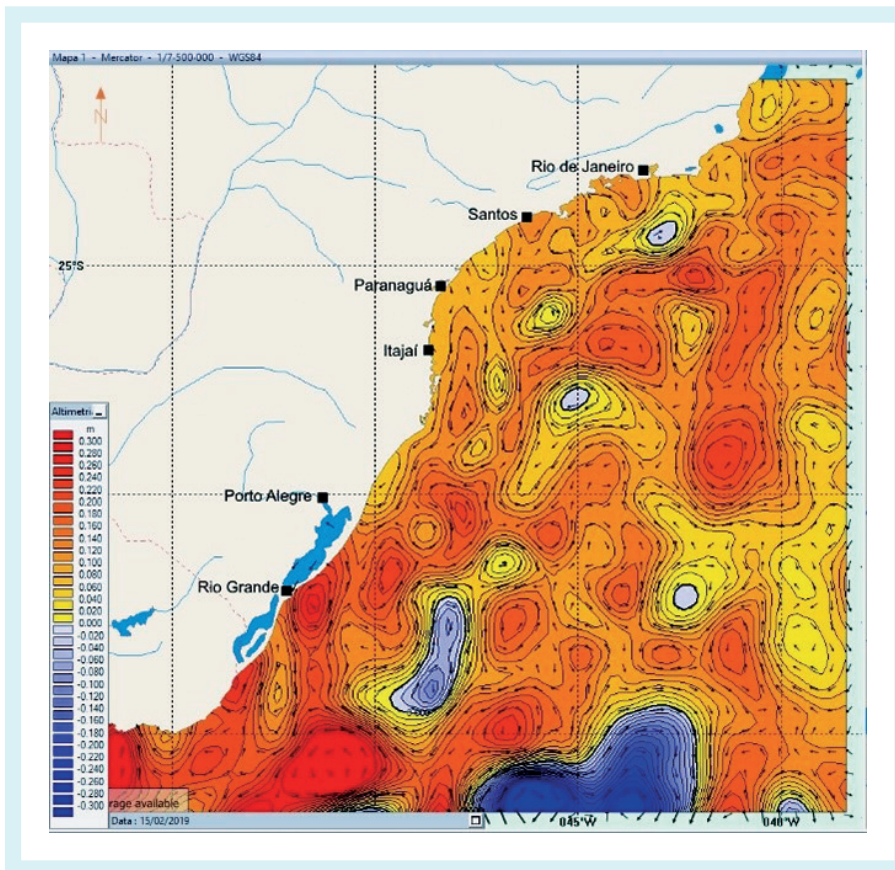 Mapa 1 - Mercator - 1/7-500-000 - WGS84
N
Rio de Janeiro
Santos
25°S
Paranaguá
Itajaí
Altimetri
m
0.300
0.280
0.260
0.240
0.220
0.200
0.180
0.160
0.140
0.120
0.100
0.080
0.060
0.040
0.020
0.000
-0.020
-0.040
-0.060
-0.080
-0.100
-0.120
-0.140
-0.160
-0.180
-0.200
-0.220
-0.240
-0.260
-0.280
-0.300
Porto Alegre
Rio Grande
rage available
Data : 15/02/2019
045°W
040°W